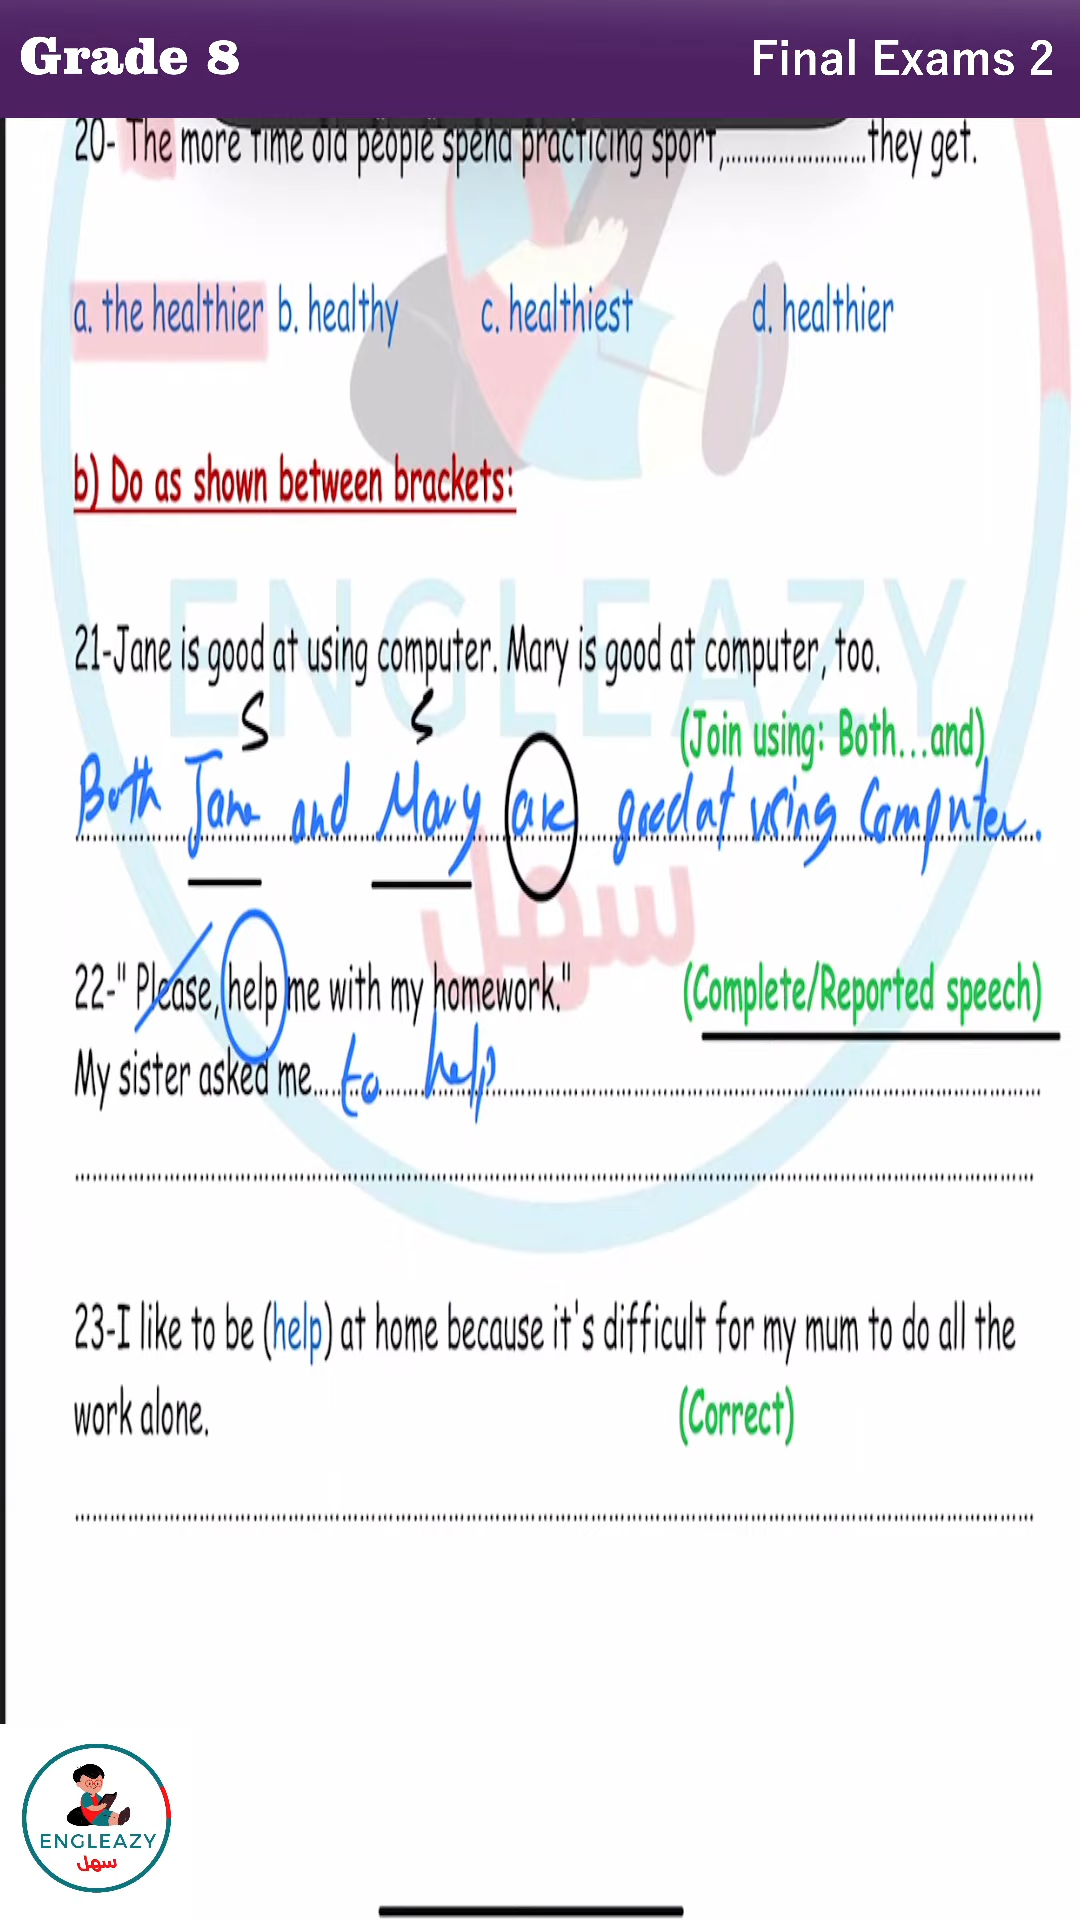 Grade 8
Final Exams 2
20- The more time old people spend practicing sport,......................they get.
a. the healthier b. healthy c. healthiest d. healthier
b) Do as shown between brackets:
ENGLEAZY
21-Jane is good at using computer. Mary is good at computer, too.
S S
(Join using: Both...and)
Both Jane and Mary are good at using Computer.
سهل
22-" Please, help me with my homework." (Complete/Reported speech)
My sister asked me.... to help
23-I like to be (help) at home because it's difficult for my mum to do all the
work alone. (Correct)
ENGLEAZY
سهل